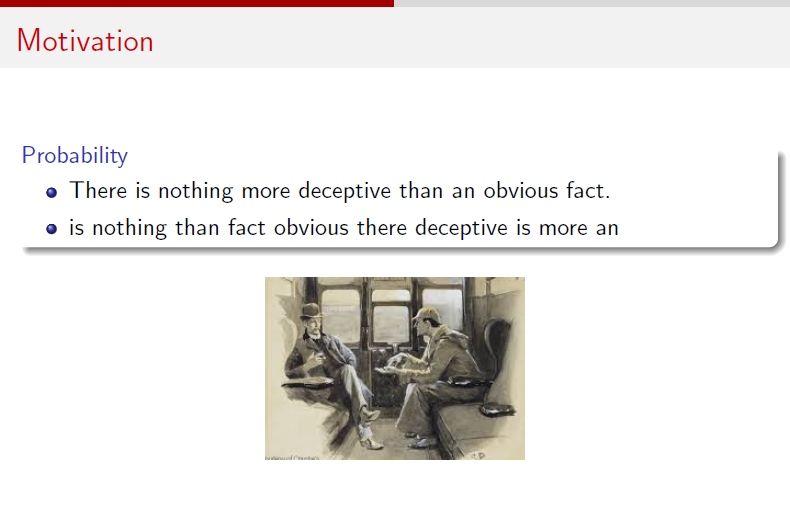 Motivation
Probability
There is nothing more deceptive than an obvious fact.
is nothing than fact obvious there deceptive is more an